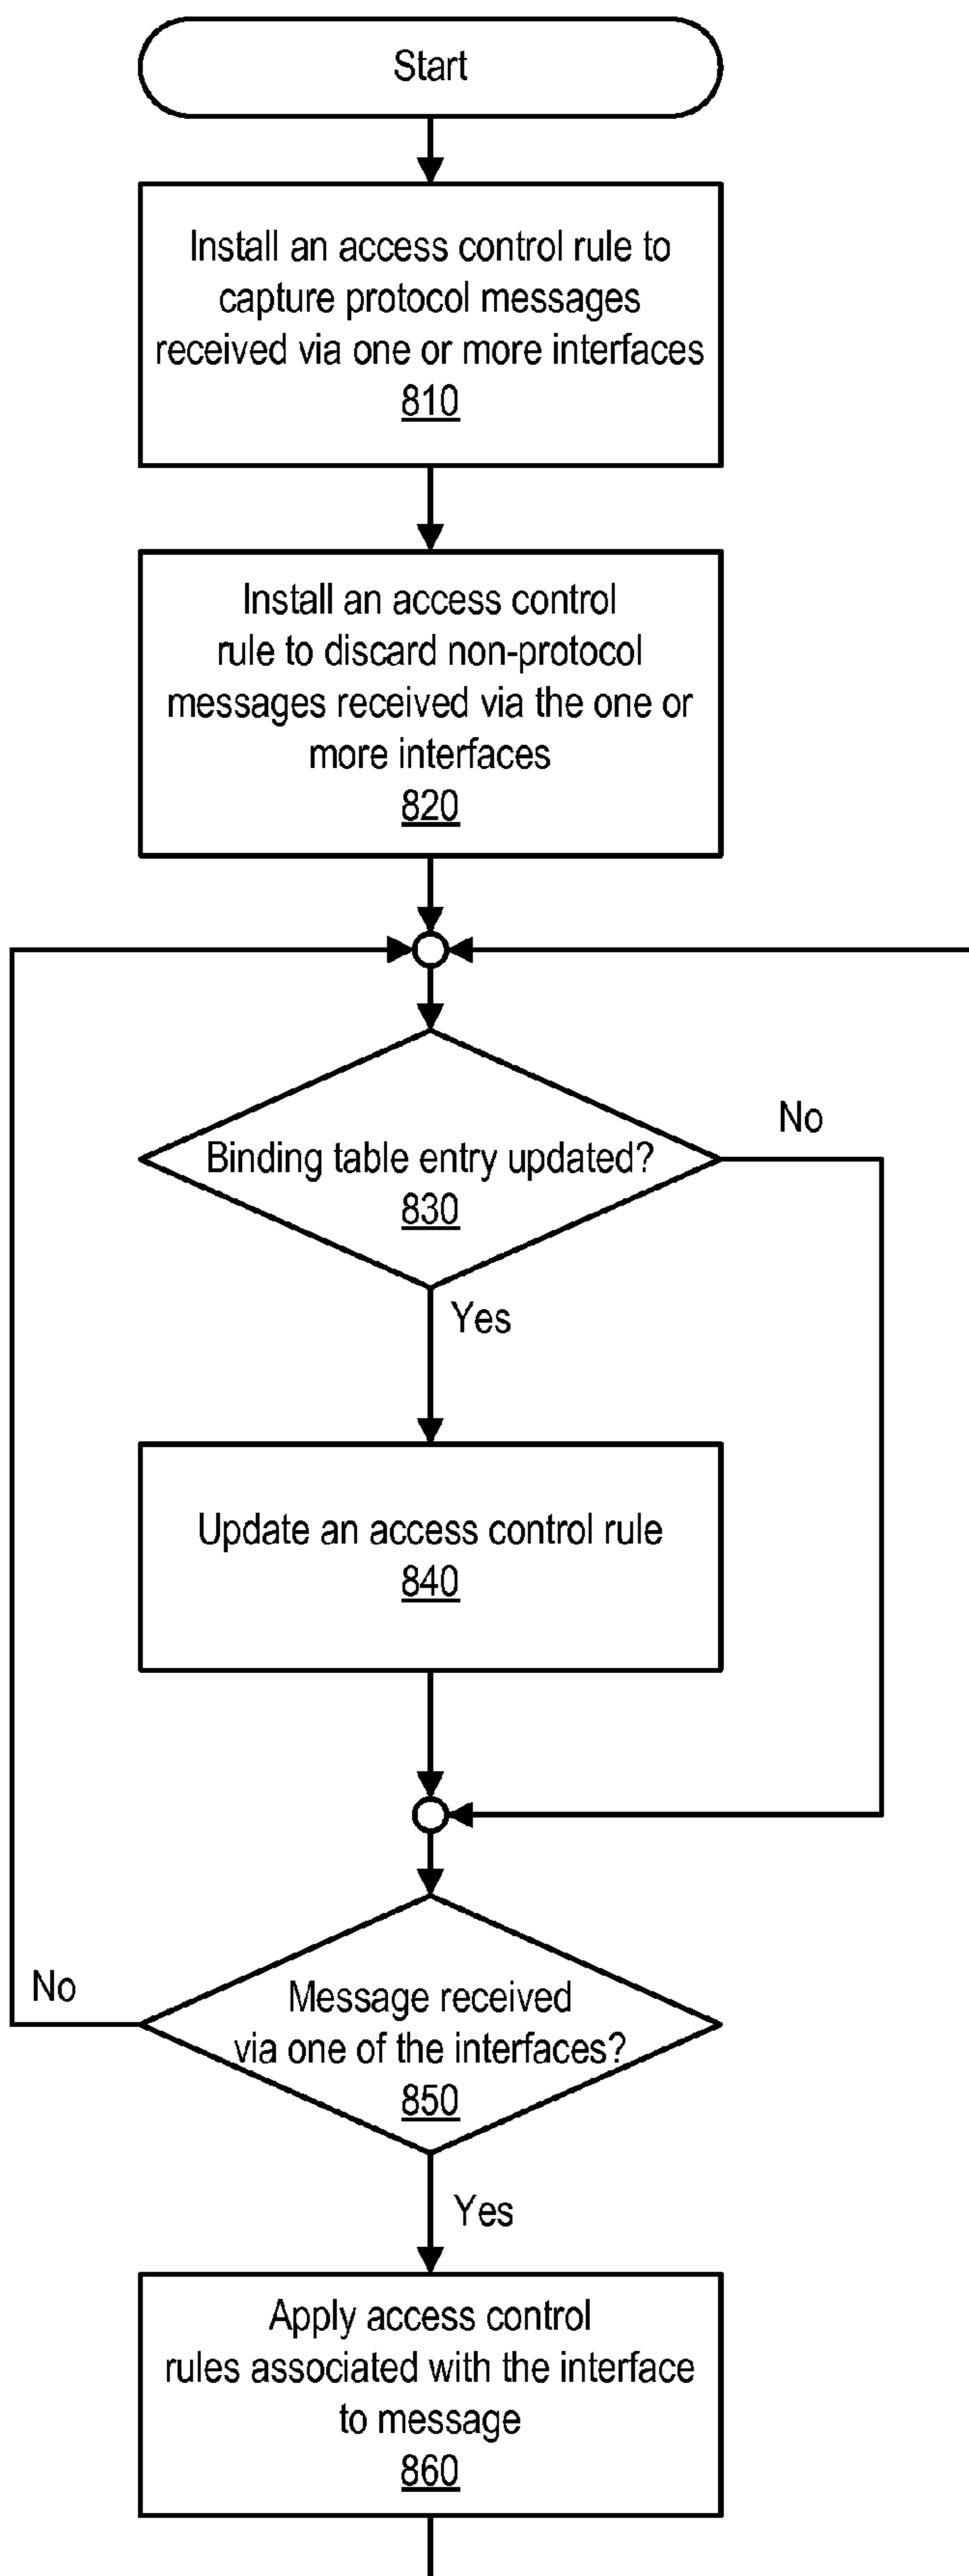 Start
Install an access control rule to
capture protocol messages
received via one or more interfaces
810
Install an access control
rule to discard non-protocol
messages received via the one or
more interfaces
820
Binding table entry updated?
830
No
Yes
Update an access control rule
840
Message received
via one of the interfaces?
850
No
Yes
Apply access control
rules associated with the interface
to message
860